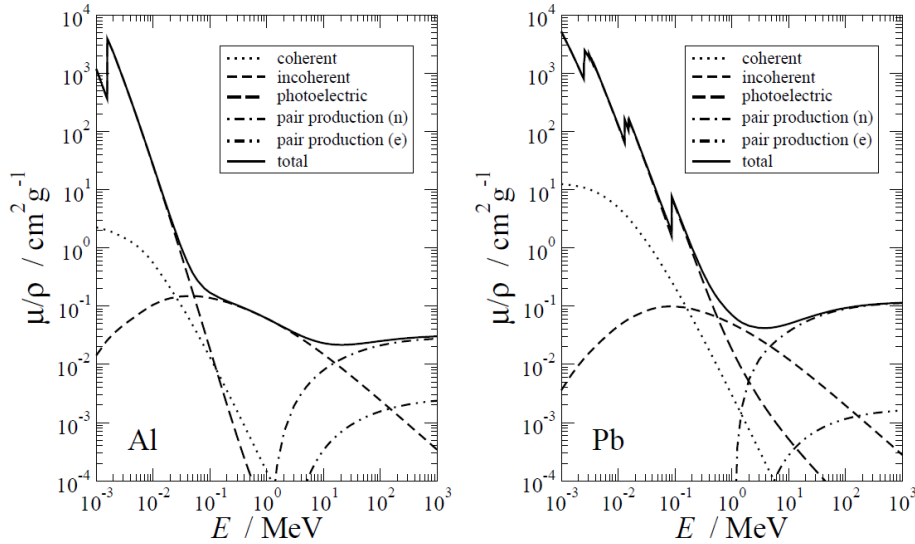 10^4
10^3
10^2
10^1
10^0
10^-1
10^-2
10^-3
10^-4
μ/ρ / cm^2 g^-1
coherent
incoherent
photoelectric
pair production (n)
pair production (e)
total
Al
10^-3 10^-2 10^-1 10^0 10^1 10^2 10^3
E / MeV
10^4
10^3
10^2
10^1
10^0
10^-1
10^-2
10^-3
10^-4
μ/ρ / cm^2 g^-1
coherent
incoherent
photoelectric
pair production (n)
pair production (e)
total
Pb
10^-3 10^-2 10^-1 10^0 10^1 10^2 10^3
E / MeV